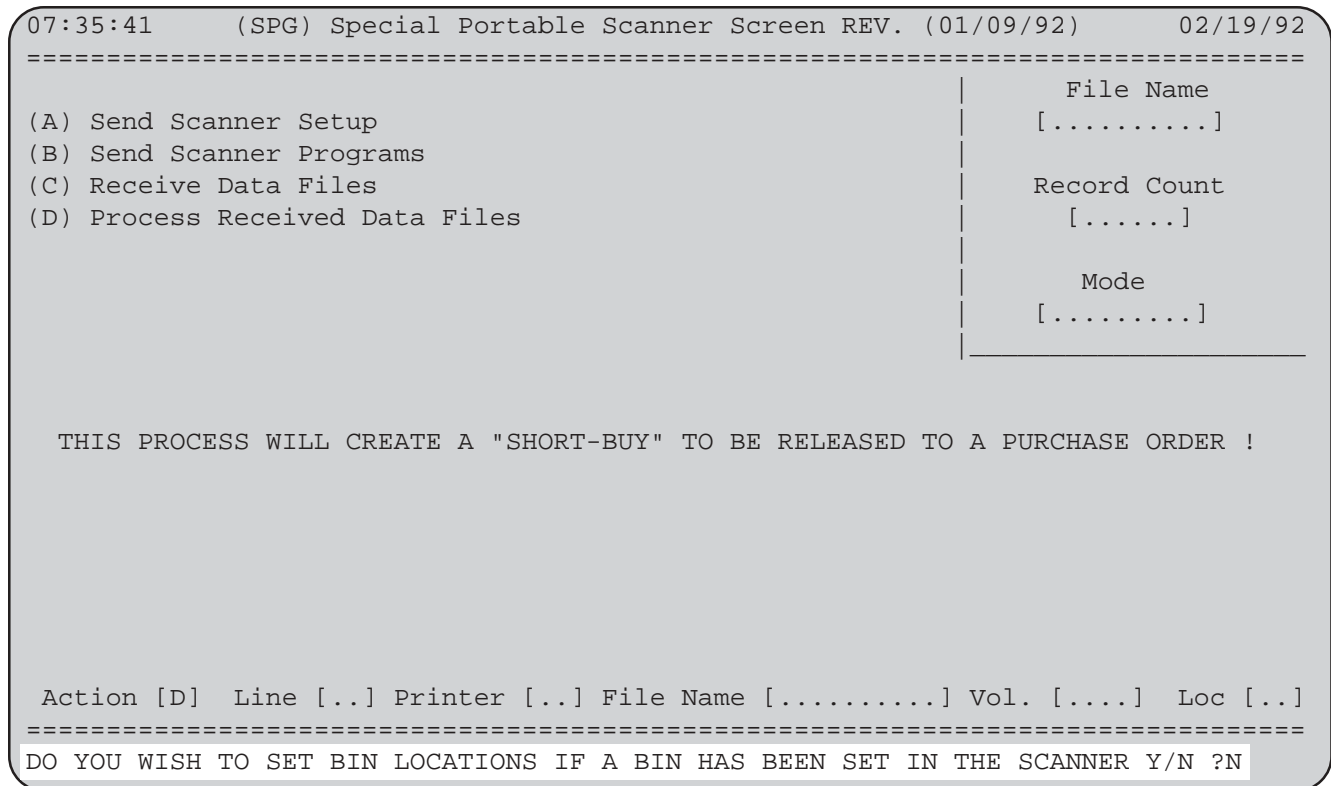 07:35:41 (SPG) Special Portable Scanner Screen REV. (01/09/92) 02/19/92
================================================================================
| File Name
(A) Send Scanner Setup | [..........]
(B) Send Scanner Programs |
(C) Receive Data Files | Record Count
(D) Process Received Data Files | [......]
|
| Mode
| [.........]
|_____________________
THIS PROCESS WILL CREATE A "SHORT-BUY" TO BE RELEASED TO A PURCHASE ORDER !
Action [D] Line [..] Printer [..] File Name [..........] Vol. [....] Loc [..]
================================================================================
DO YOU WISH TO SET BIN LOCATIONS IF A BIN HAS BEEN SET IN THE SCANNER Y/N ?N